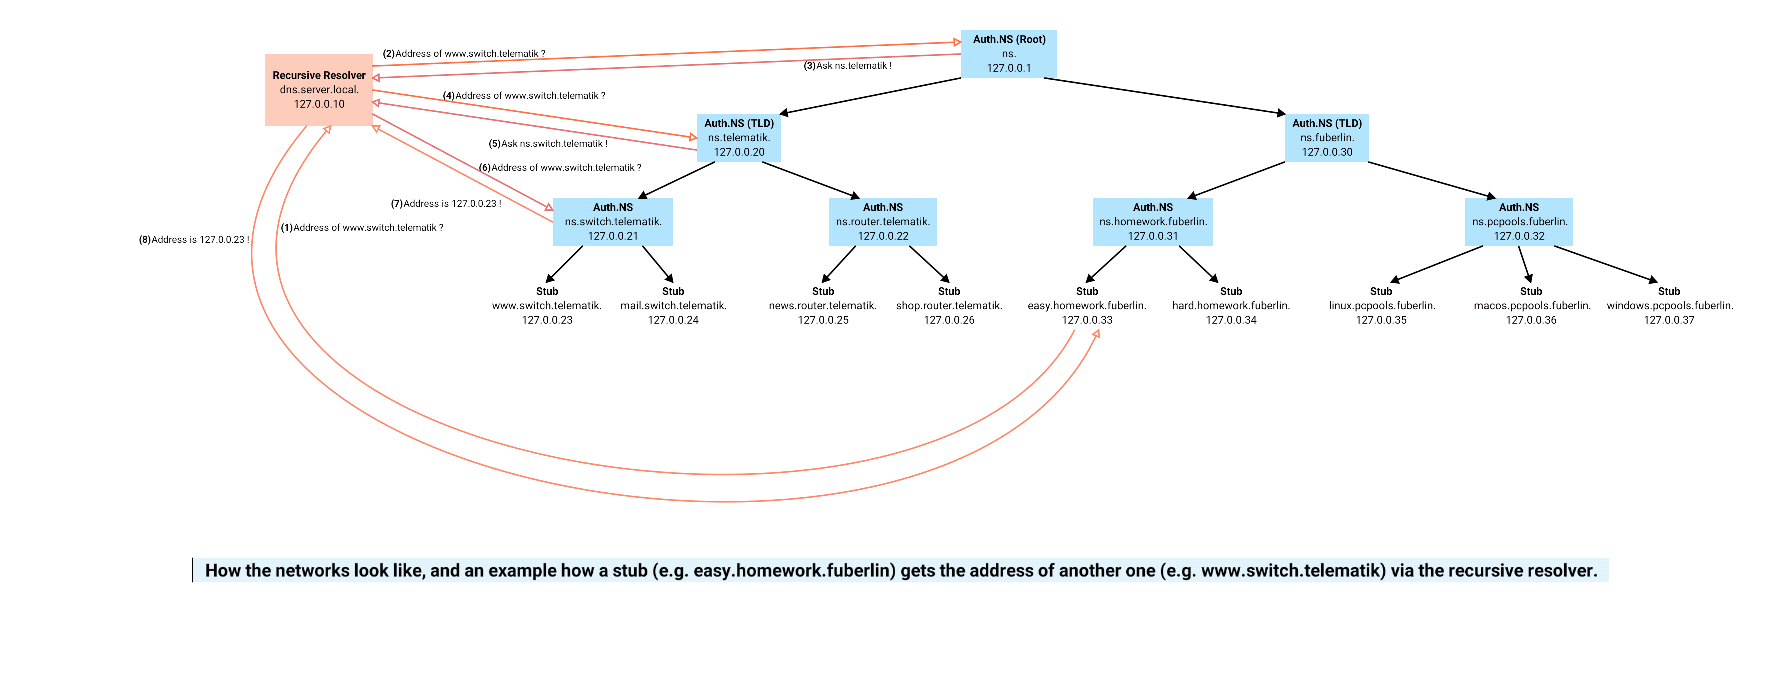 (2)Address of www.switch.telematik ?
Auth.NS (Root)
ns.
127.0.0.1
(3)Ask ns.telematik !
Recursive Resolver
dns.server.local.
127.0.0.10
(4)Address of www.switch.telematik ?
Auth.NS (TLD)
ns.telematik.
127.0.0.20
Auth.NS (TLD)
ns.fuberlin.
127.0.0.30
(5)Ask ns.switch.telematik !
(6)Address of www.switch.telematik ?
(7)Address is 127.0.0.23 !
(1)Address of www.switch.telematik ?
(8)Address is 127.0.0.23 !
Auth.NS
ns.switch.telematik.
127.0.0.21
Auth.NS
ns.router.telematik.
127.0.0.22
Auth.NS
ns.homework.fuberlin.
127.0.0.31
Auth.NS
ns.pcpools.fuberlin.
127.0.0.32
Stub
www.switch.telematik.
127.0.0.23
Stub
mail.switch.telematik.
127.0.0.24
Stub
news.router.telematik.
127.0.0.25
Stub
shop.router.telematik.
127.0.0.26
Stub
easy.homework.fuberlin.
127.0.0.33
Stub
hard.homework.fuberlin.
127.0.0.34
Stub
linux.pcpools.fuberlin.
127.0.0.35
Stub
macos.pcpools.fuberlin.
127.0.0.36
Stub
windows.pcpools.fuberlin.
127.0.0.37
How the networks look like, and an example how a stub (e.g. easy.homework.fuberlin) gets the address of another one (e.g. www.switch.telematik) via the recursive resolver.